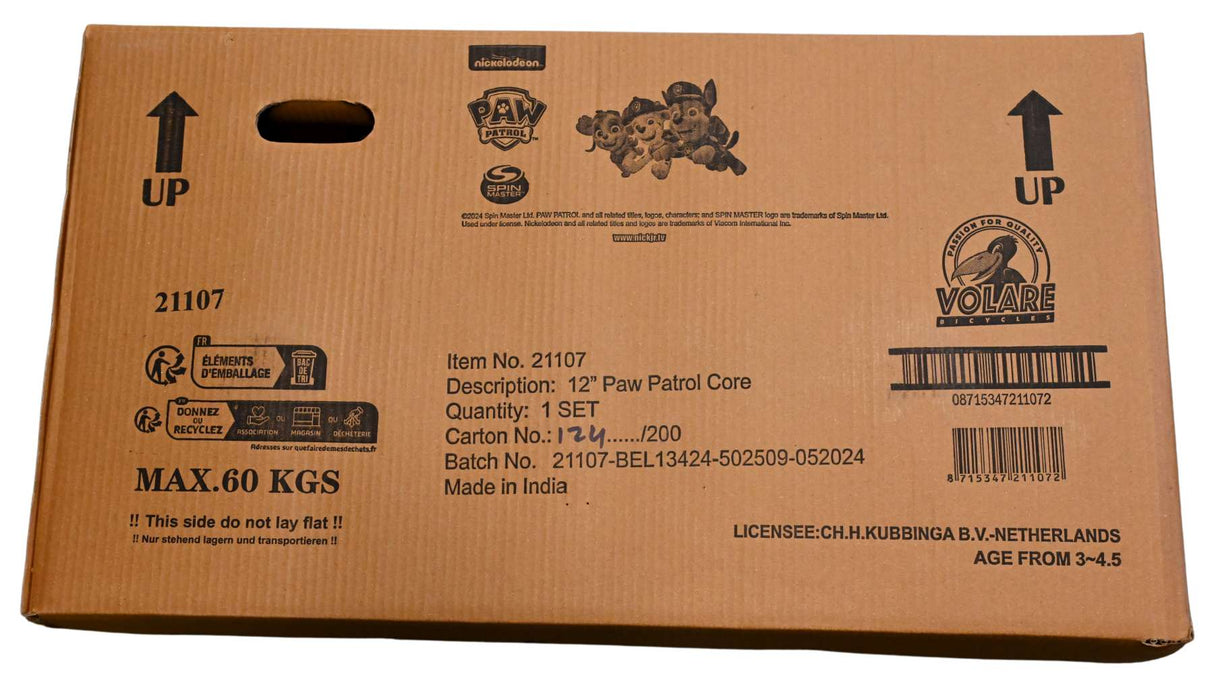 nickelodeon
PAW
PATROL
TM
SPIN
MASTER
©2024 Spin Master Ltd. PAW PATROL and all related titles, logos, characters; and SPIN MASTER logo are trademarks of Spin Master Ltd.
Used under license. Nickelodeon and all related titles and logos are trademarks of Viacom International Inc.
www.nickjr.tv
UP
UP
PASSION FOR QUALITY
VOLARE
BICYCLES
21107
FR
ÉLÉMENTS
D'EMBALLAGE
BAC
DE
TRI
FR
DONNEZ
OU
RECYCLEZ
ASSOCIATION
OU
MAGASIN
OU
DÉCHÈTERIE
Adresses sur quefairedemesdechets.fr
MAX.60 KGS
!! This side do not lay flat !!
!! Nur stehend lagern und transportieren !!
Item No. 21107
Description: 12” Paw Patrol Core
Quantity: 1 SET
Carton No.: 124....../200
Batch No. 21107-BEL13424-502509-052024
Made in India
08715347211072
8 715347 211072
LICENSEE:CH.H.KUBBINGA B.V.-NETHERLANDS
AGE FROM 3~4.5